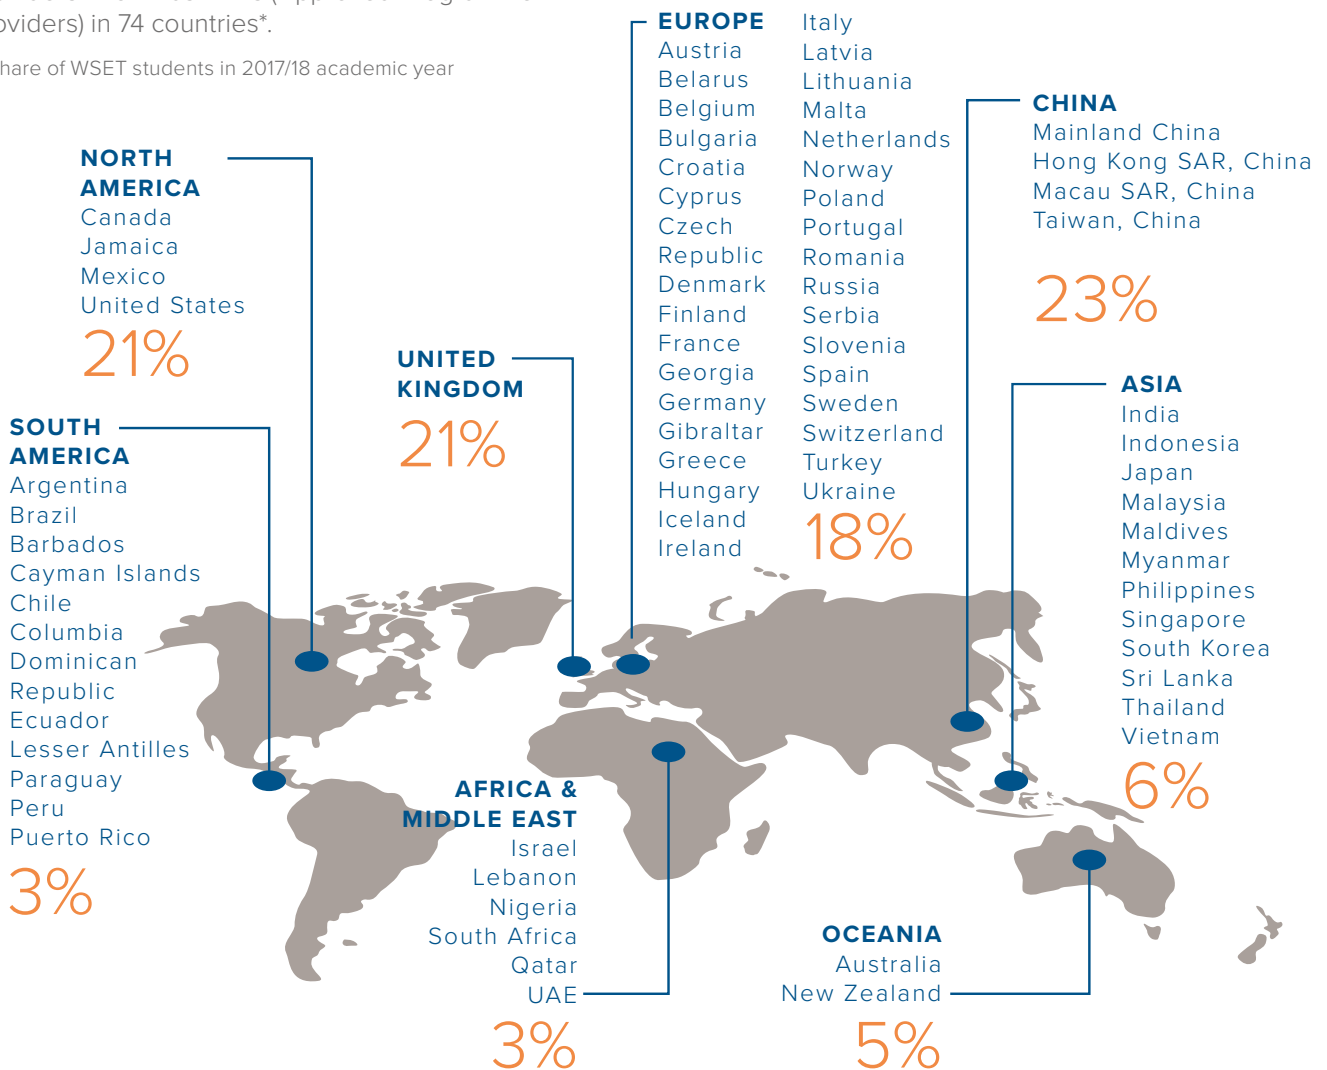 oviders) in 74 countries*.
hare of WSET students in 2017/18 academic year
NORTH
AMERICA
Canada
Jamaica
Mexico
United States
21%
SOUTH
AMERICA
Argentina
Brazil
Barbados
Cayman Islands
Chile
Columbia
Dominican
Republic
Ecuador
Lesser Antilles
Paraguay
Peru
Puerto Rico
3%
UNITED
KINGDOM
21%
EUROPE
Austria
Belarus
Belgium
Bulgaria
Croatia
Cyprus
Czech
Republic
Denmark
Finland
France
Georgia
Germany
Gibraltar
Greece
Hungary
Iceland
Ireland
Italy
Latvia
Lithuania
Malta
Netherlands
Norway
Poland
Portugal
Romania
Russia
Serbia
Slovenia
Spain
Sweden
Switzerland
Turkey
Ukraine
18%
CHINA
Mainland China
Hong Kong SAR, China
Macau SAR, China
Taiwan, China
23%
ASIA
India
Indonesia
Japan
Malaysia
Maldives
Myanmar
Philippines
Singapore
South Korea
Sri Lanka
Thailand
Vietnam
6%
AFRICA &
MIDDLE EAST
Israel
Lebanon
Nigeria
South Africa
Qatar
UAE
3%
OCEANIA
Australia
New Zealand
5%